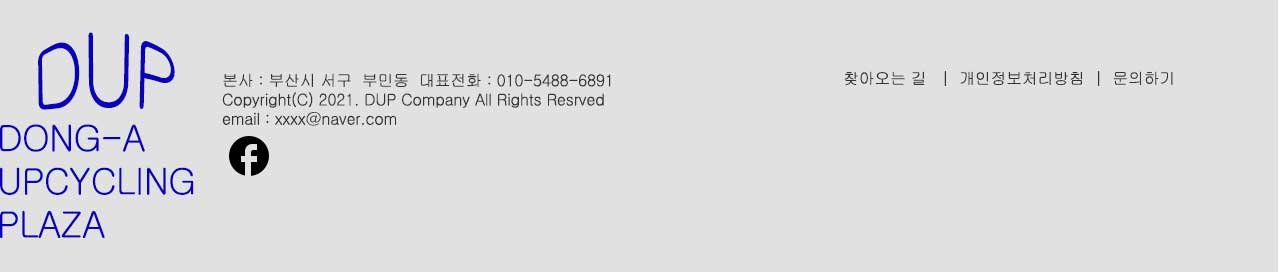 DUP
DONG-A
UPCYCLING
PLAZA
본사 : 부산시 서구 부민동 대표전화 : 010-5488-6891
Copyright(C) 2021. DUP Company All Rights Resrved
email : xxxx@naver.com
찾아오는 길 | 개인정보처리방침 | 문의하기